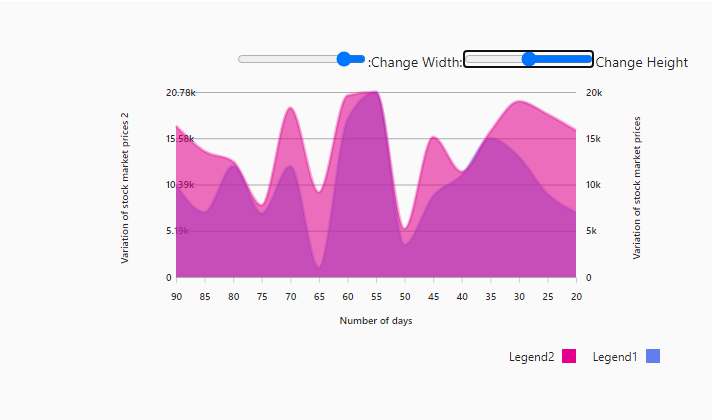 :Change Width: Change Height
Variation of stock market prices 2
20.78k
15.58k
10.39k
5.19k
0
20k
15k
10k
5k
0
Variation of stock market prices
90 85 80 75 70 65 60 55 50 45 40 35 30 25 20
Number of days
Legend2 Legend1